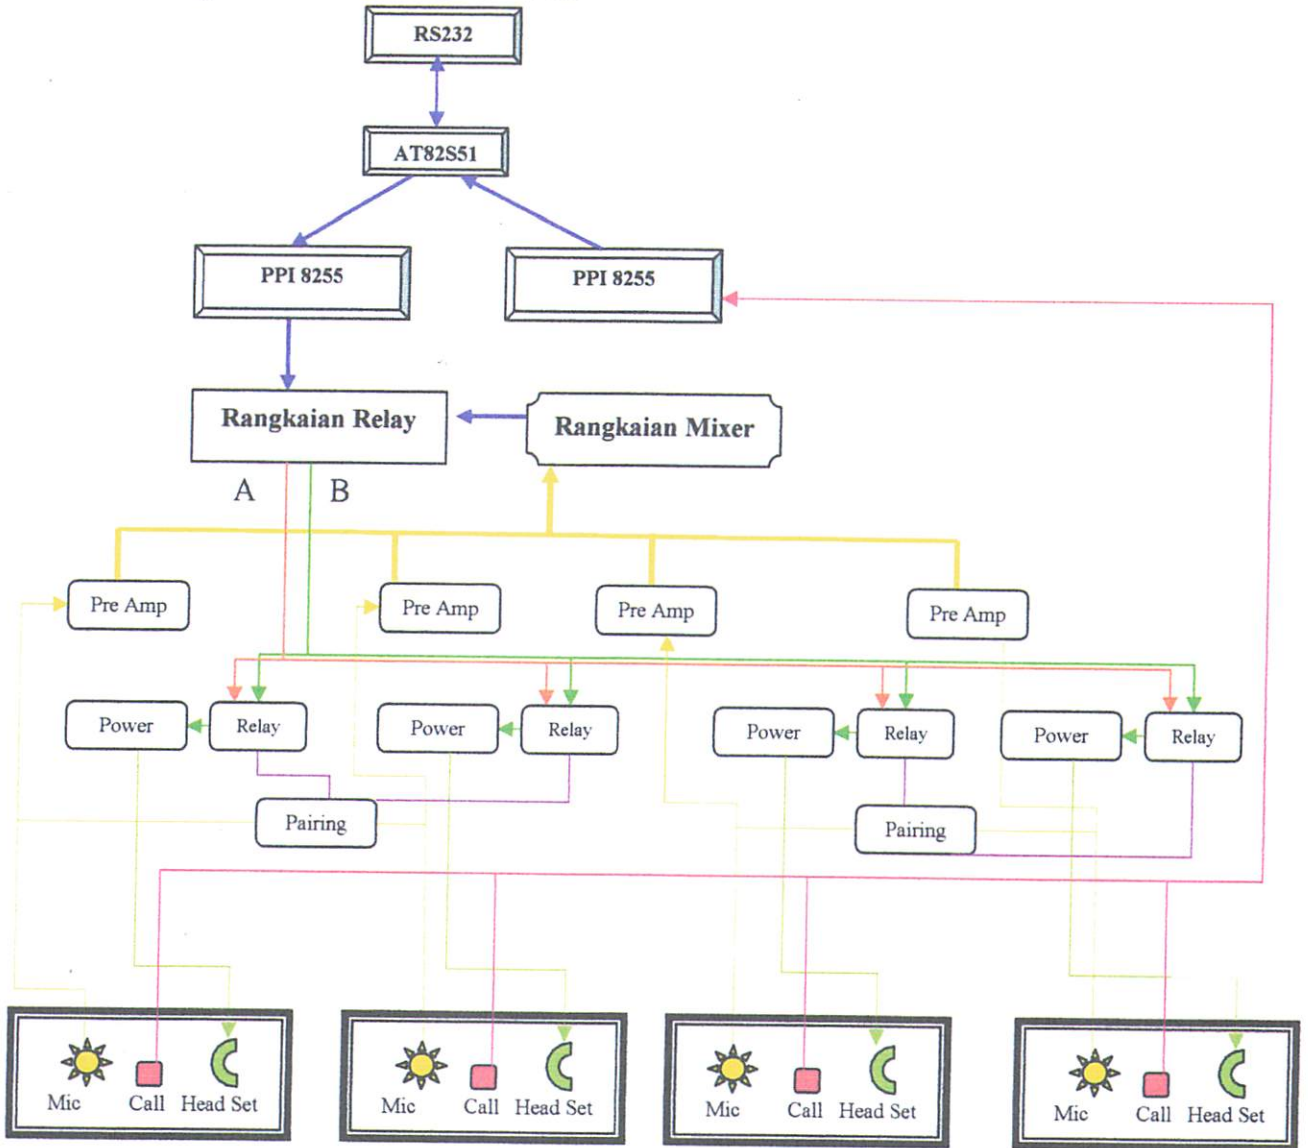 RS232
AT82S51
PPI 8255
PPI 8255
Rangkaian Relay
Rangkaian Mixer
A
B
Pre Amp
Pre Amp
Pre Amp
Pre Amp
Power
Relay
Power
Relay
Power
Relay
Power
Relay
Pairing
Pairing
Mic
Call
Head Set
Mic
Call
Head Set
Mic
Call
Head Set
Mic
Call
Head Set